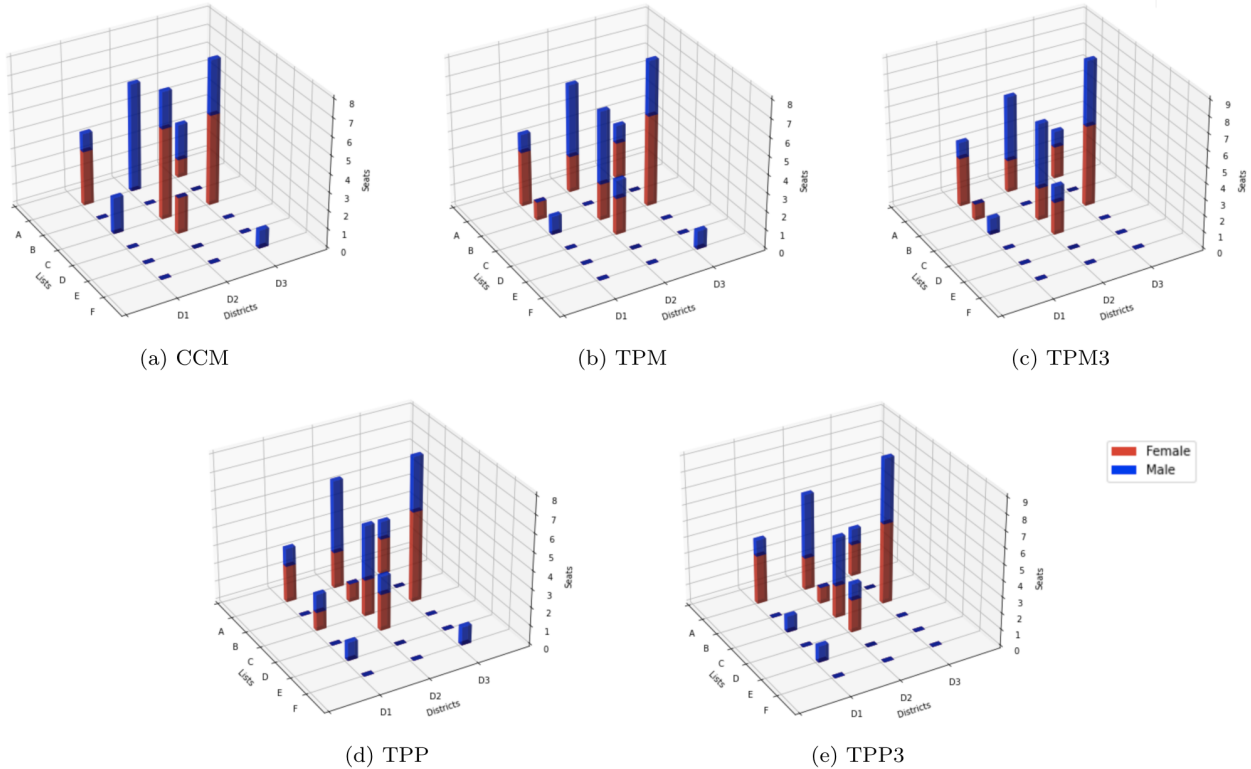 8
7
6
5
4
3
2
1
0
Seats
A
B
C
D
E
F
Lists
D1
D2
D3
Districts
(a) CCM
8
7
6
5
4
3
2
1
0
Seats
A
B
C
D
E
F
Lists
D1
D2
D3
Districts
(b) TPM
9
8
7
6
5
4
3
2
1
0
Seats
A
B
C
D
E
F
Lists
D1
D2
D3
Districts
(c) TPM3
8
7
6
5
4
3
2
1
0
Seats
A
B
C
D
E
F
Lists
D1
D2
D3
Districts
(d) TPP
9
8
7
6
5
4
3
2
1
0
Seats
A
B
C
D
E
F
Lists
D1
D2
D3
Districts
(e) TPP3
Female
Male